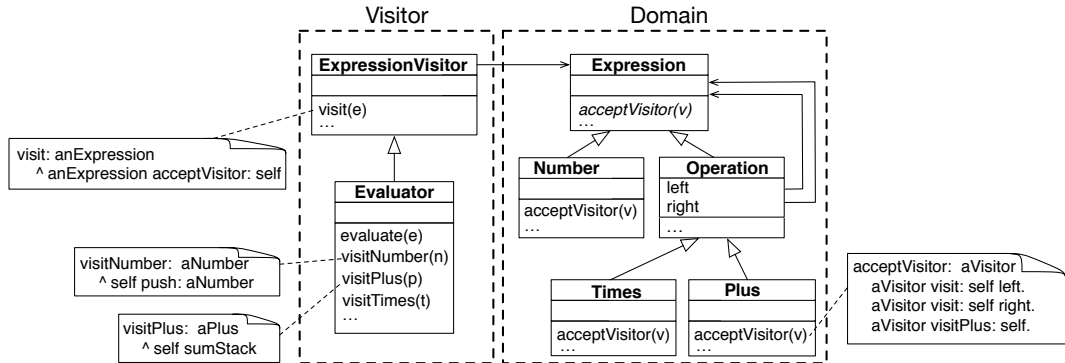 Visitor
Domain
ExpressionVisitor
visit(e)
...
Expression
acceptVisitor(v)
...
visit: anExpression
^ anExpression acceptVisitor: self
Number
acceptVisitor(v)
...
Operation
left
right
...
Evaluator
evaluate(e)
visitNumber(n)
visitPlus(p)
visitTimes(t)
...
visitNumber: aNumber
^ self push: aNumber
visitPlus: aPlus
^ self sumStack
Times
acceptVisitor(v)
...
Plus
acceptVisitor(v)
...
acceptVisitor: aVisitor
aVisitor visit: self left.
aVisitor visit: self right.
aVisitor visitPlus: self.